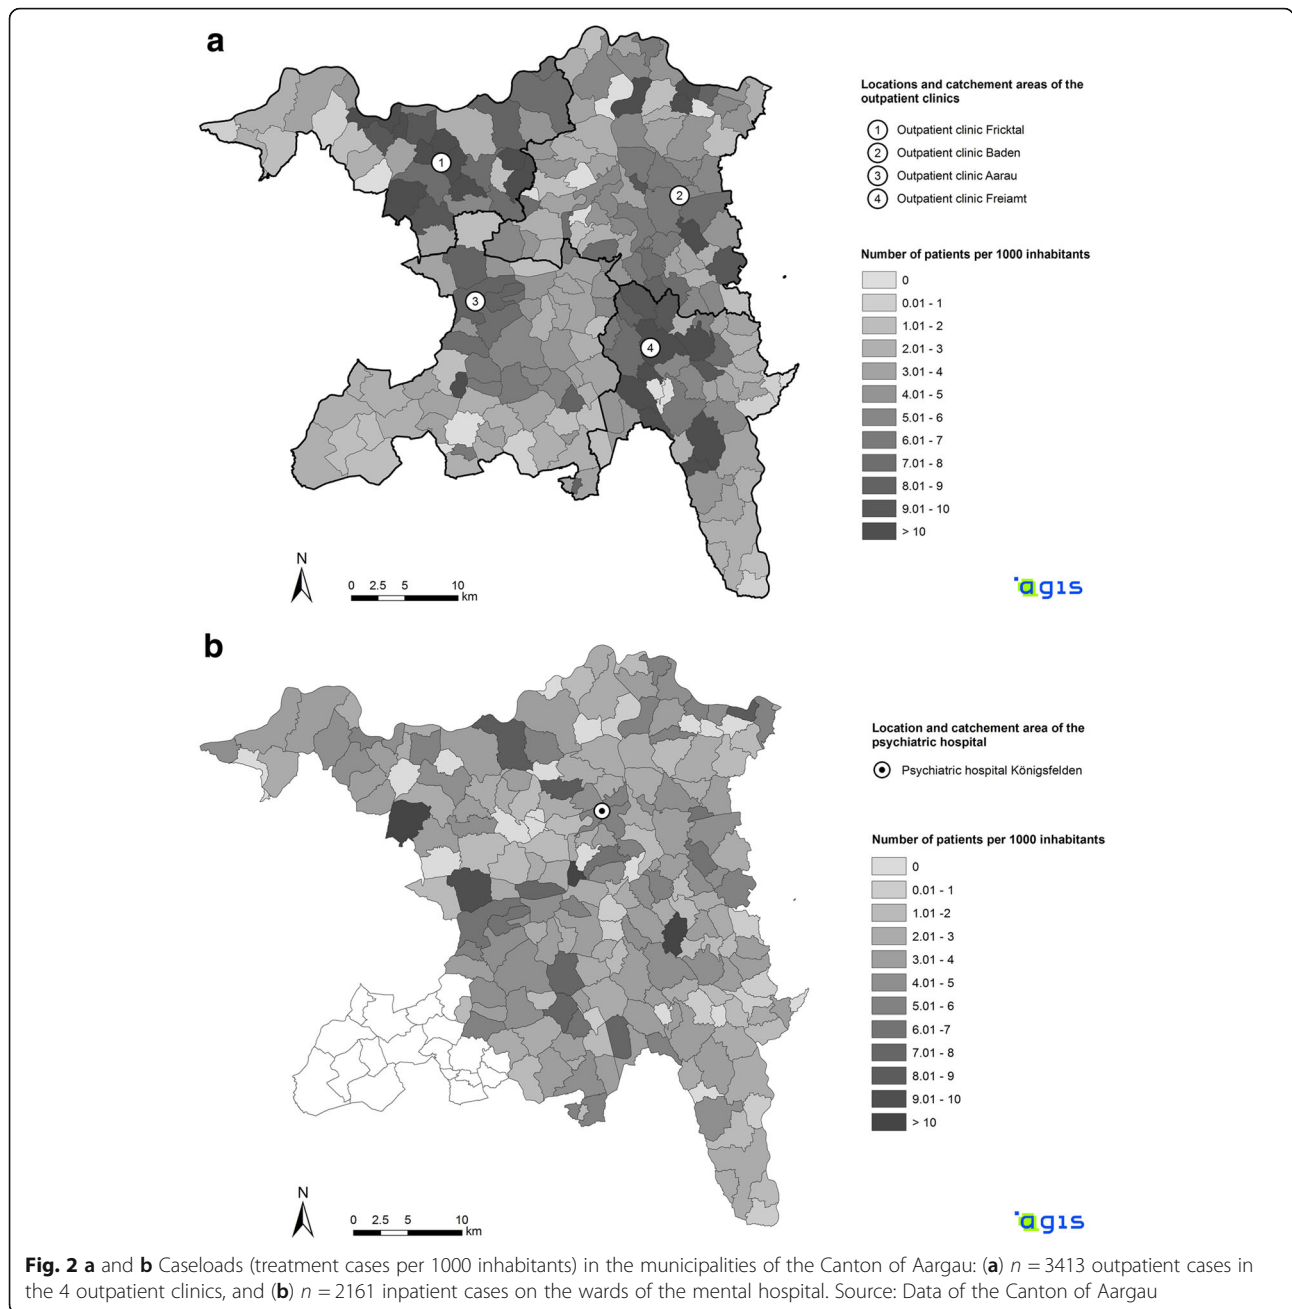 a
Locations and catchement areas of the
outpatient clinics
1 Outpatient clinic Fricktal
2 Outpatient clinic Baden
3 Outpatient clinic Aarau
4 Outpatient clinic Freiamt
1
2
3
4
Number of patients per 1000 inhabitants
0
0.01 - 1
1.01 - 2
2.01 - 3
3.01 - 4
4.01 - 5
5.01 - 6
6.01 - 7
7.01 - 8
8.01 - 9
9.01 - 10
> 10
N
0 2.5 5 10
km
agis
b
Location and catchement area of the
psychiatric hospital
Psychiatric hospital Königsfelden
Number of patients per 1000 inhabitants
0
0.01 - 1
1.01 -2
2.01 - 3
3.01 - 4
4.01 - 5
5.01 - 6
6.01 -7
7.01 - 8
8.01 - 9
9.01 - 10
> 10
N
0 2.5 5 10
km
agis
Fig. 2 a and b Caseloads (treatment cases per 1000 inhabitants) in the municipalities of the Canton of Aargau: (a) n = 3413 outpatient cases in
the 4 outpatient clinics, and (b) n = 2161 inpatient cases on the wards of the mental hospital. Source: Data of the Canton of Aargau